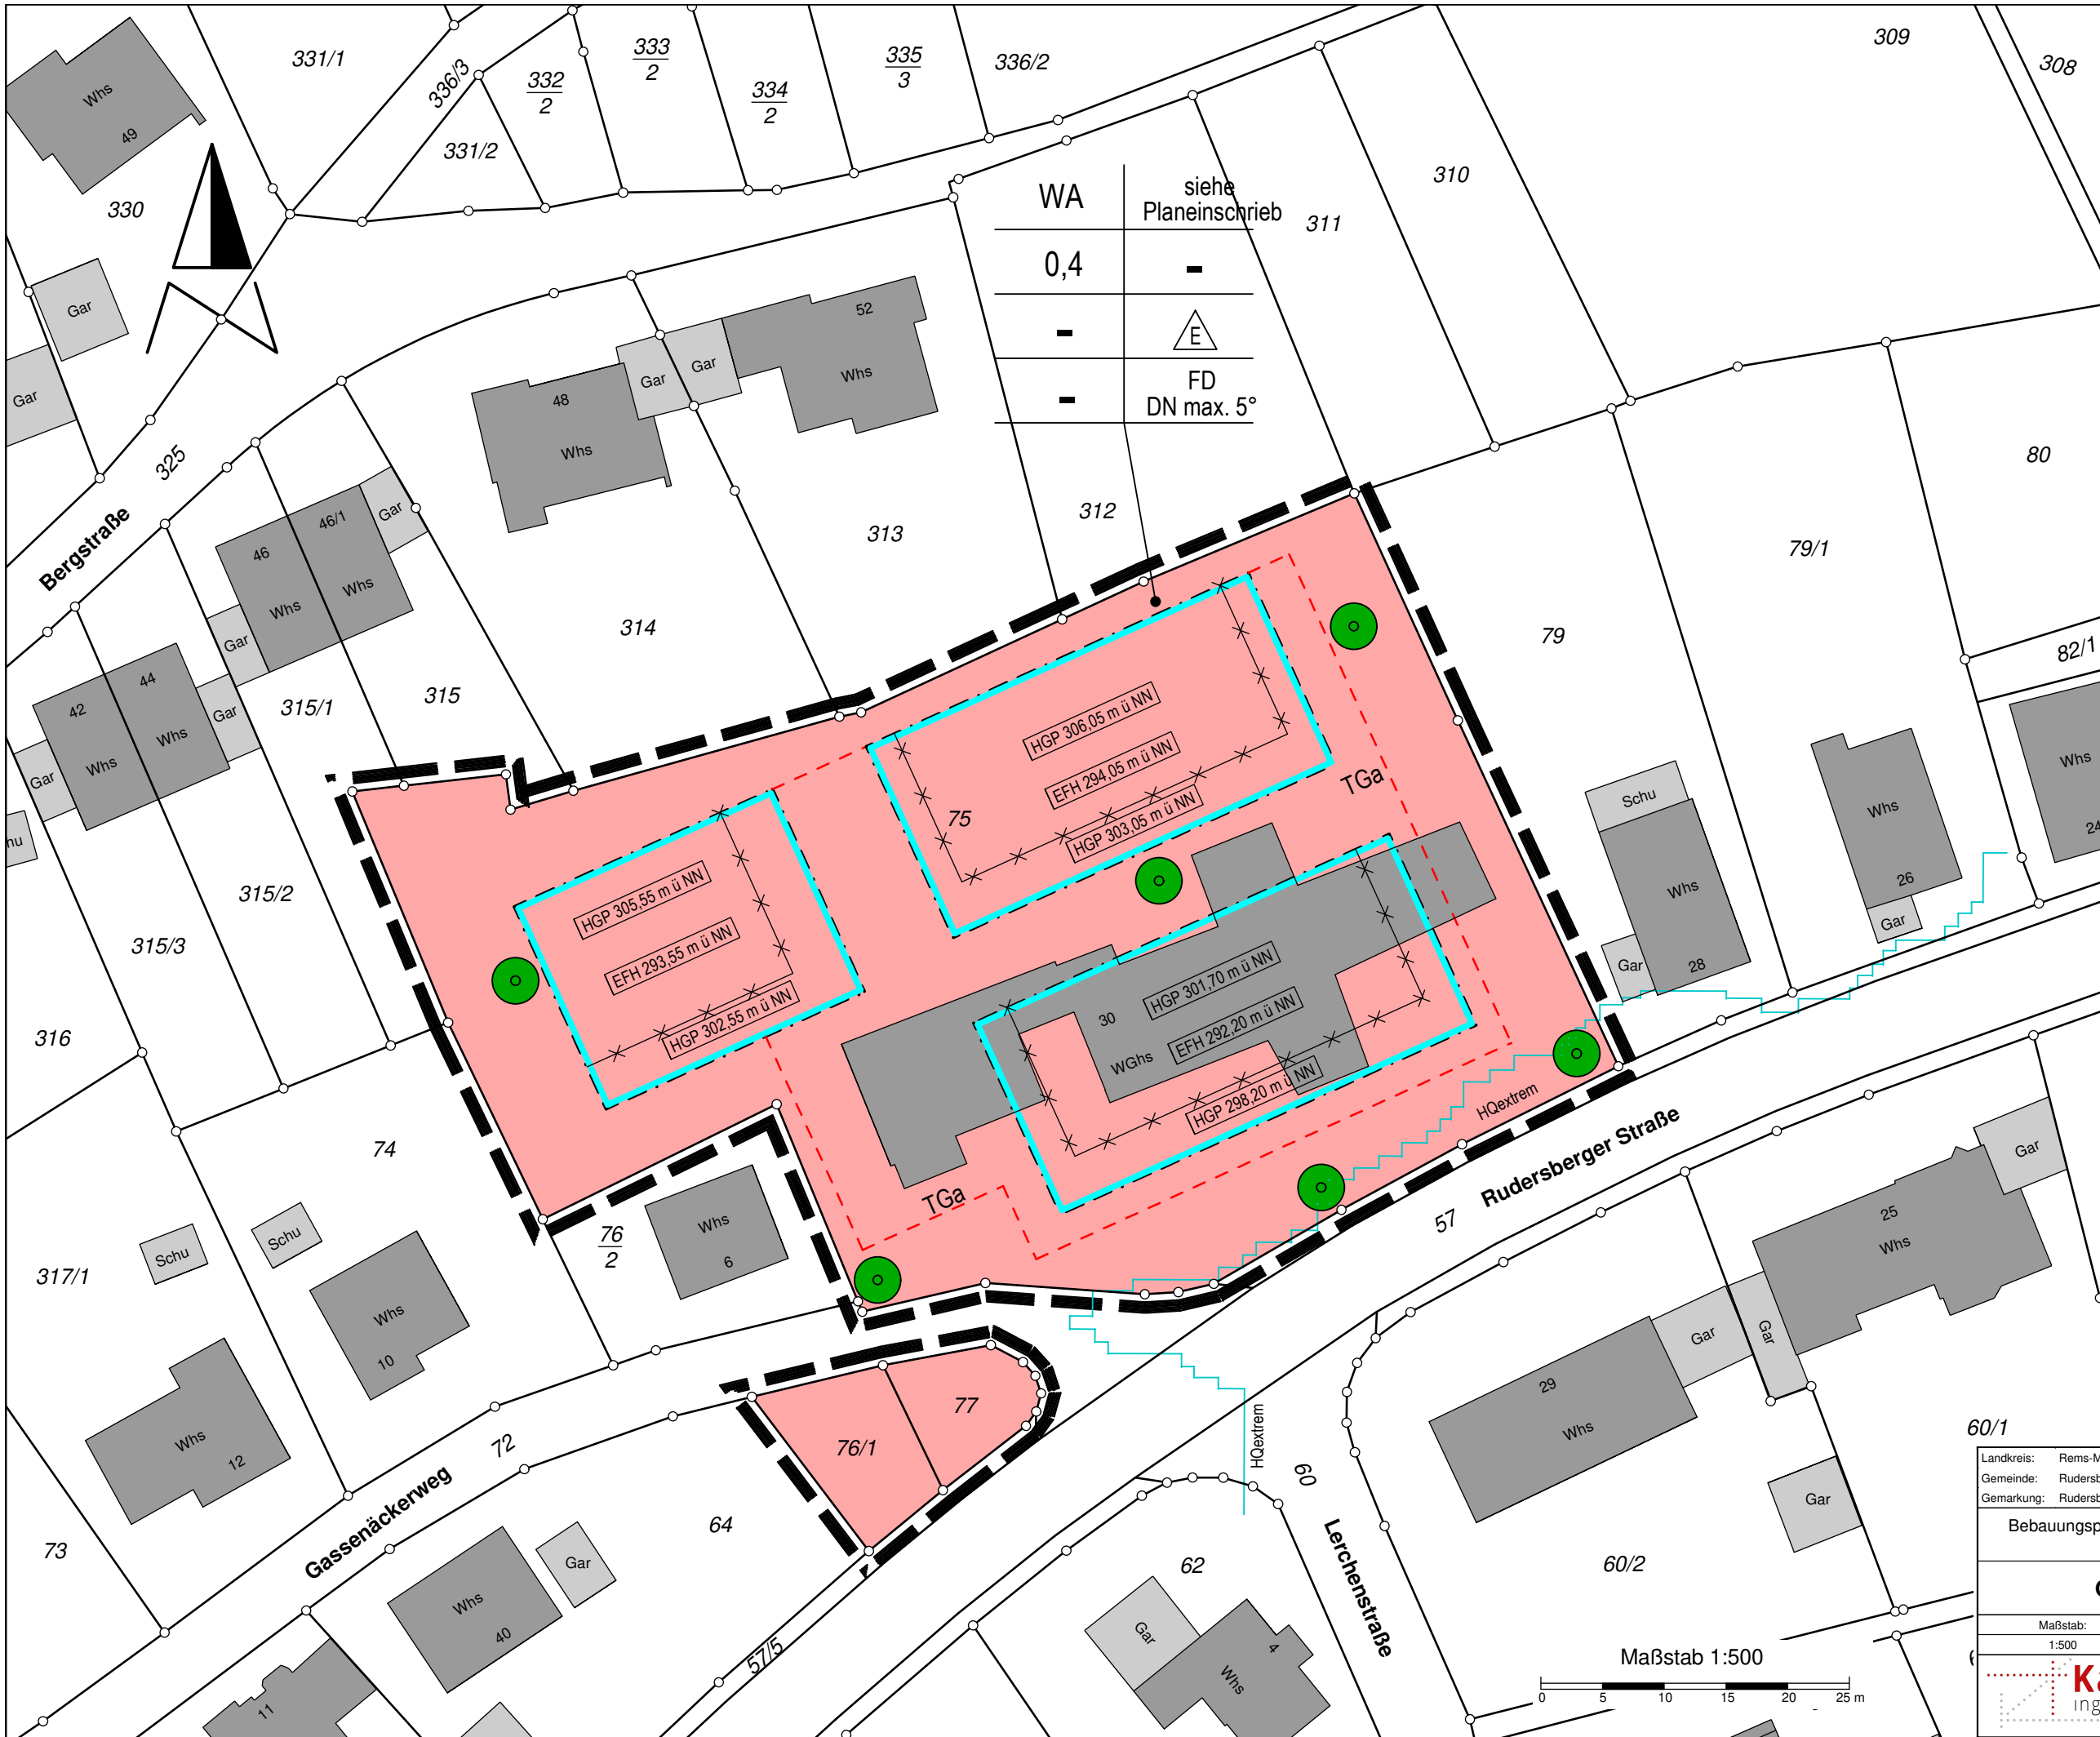 331/1
336/3
332
2
333
2
334
2
335
3
336/2
309
308
Whs
49
331/2
310
330
WA
siehe
Planeinschrieb
311
0,4
-
-
E
-
FD
DN max. 5°
Gar
Gar
325
Bergstraße
48
Whs
Gar
Gar
52
Whs
80
312
313
79/1
46
Whs
46/1
Whs
Gar
314
79
82/1
Gar
42
Whs
44
Whs
Gar
Gar
315/1
315
HGP 306,05 m ü NN
EFH 294,05 m ü NN
HGP 303,05 m ü NN
75
TGa
Schu
Whs
28
Gar
Whs
26
Gar
Whs
24
hu
315/2
315/3
HGP 305,55 m ü NN
EFH 293,55 m ü NN
HGP 302,55 m ü NN
HGP 301,70 m ü NN
30
EFH 292,20 m ü NN
WGhs
HGP 298,20 m ü NN
HQextrem
316
74
Rudersberger Straße
57
TGa
76
2
Whs
6
Schu
Schu
317/1
Whs
10
Whs
12
Gar
25
Whs
Gar
Gar
29
Whs
77
76/1
72
Gassenäckerweg
HQextrem
60
Lerchenstraße
60/1
Gar
73
64
62
60/2
Gar
Whs
40
Gar
4
Whs
57/5
11
Maßstab 1:500
0 5 10 15 20 25 m
Landkreis: Rems-M
Gemeinde: Rudersb
Gemarkung: Rudersb
Bebauungsp
Maßstab:
1:500
Ka
ing